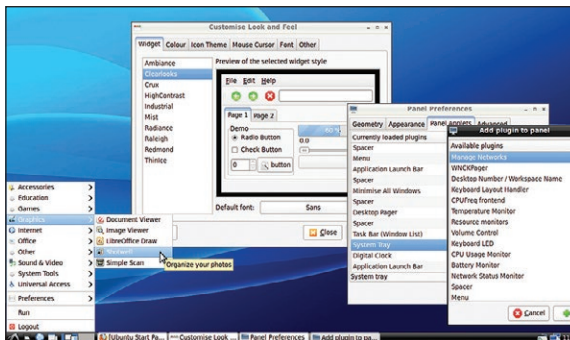 Customise Look and Feel
Widget Colour Icon Theme Mouse Cursor Font Other
Ambiance
Clearlooks
Crux
HighContrast
Industrial
Mist
Radiance
Raleigh
Redmond
ThinIce
Preview of the selected widget style
File Edit Help
Page 1 Page 2
Demo
Radio Button
Check Button
0 button
0.0
Default font: Sans
Close
Panel Preferences
Geometry Appearance Panel Applets Advanced
Currently loaded plugins
Spacer
Menu
Application Launch Bar
Spacer
Minimise All Windows
Spacer
Desktop Pager
Spacer
Task Bar (Window List)
System Tray
Digital Clock
Application Launch Bar
System tray
Add plugin to panel
Available plugins
Manage Networks
WNCKPager
Desktop Number / Workspace Name
Keyboard Layout Handler
CPUFreq frontend
Temperature Monitor
Resource monitors
Volume Control
Keyboard LED
CPU Usage Monitor
Battery Monitor
Network Status Monitor
Spacer
Menu
Cancel
Accessories
Education
Games
Graphics
Internet
Office
Other
Sound & Video
System Tools
Universal Access
Preferences
Run
Logout
Document Viewer
Image Viewer
LibreOffice Draw
Shotwell
Simple Scan
Organize your photos
[Ubuntu Start Pa... Customise Look ... Panel Preferences Add plugin to pa...